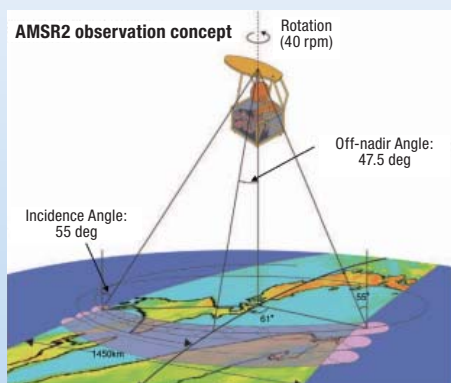 AMSR2 observation concept
Rotation
(40 rpm)
Off-nadir Angle:
47.5 deg
Incidence Angle:
55 deg
55°
61°
1450km